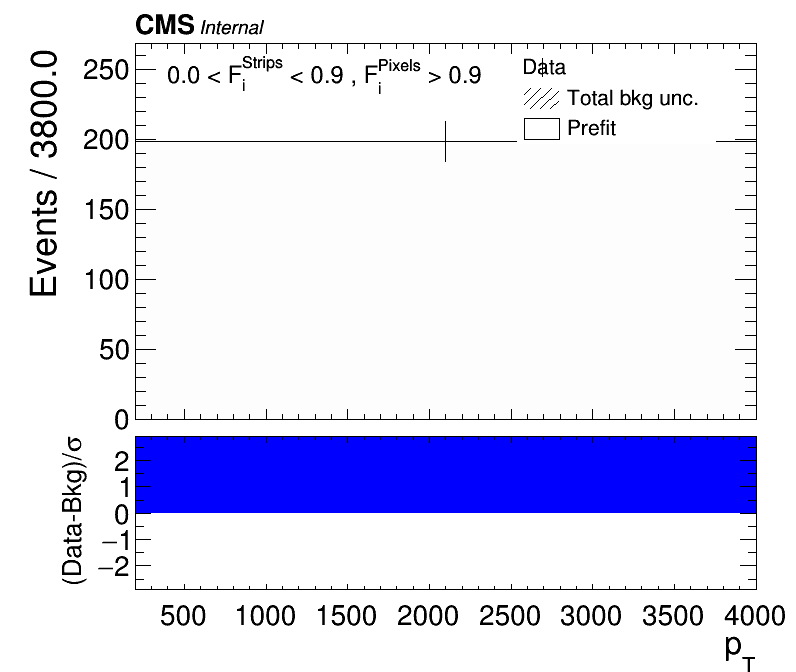 CMS Internal
0.0 < F_i^Strips < 0.9 , F_i^Pixels > 0.9
Data
Total bkg unc.
Prefit
Events / 3800.0
250
200
150
100
50
0
(Data-Bkg)/σ
2
1
0
−1
−2
500 1000 1500 2000 2500 3000 3500 4000
p_T